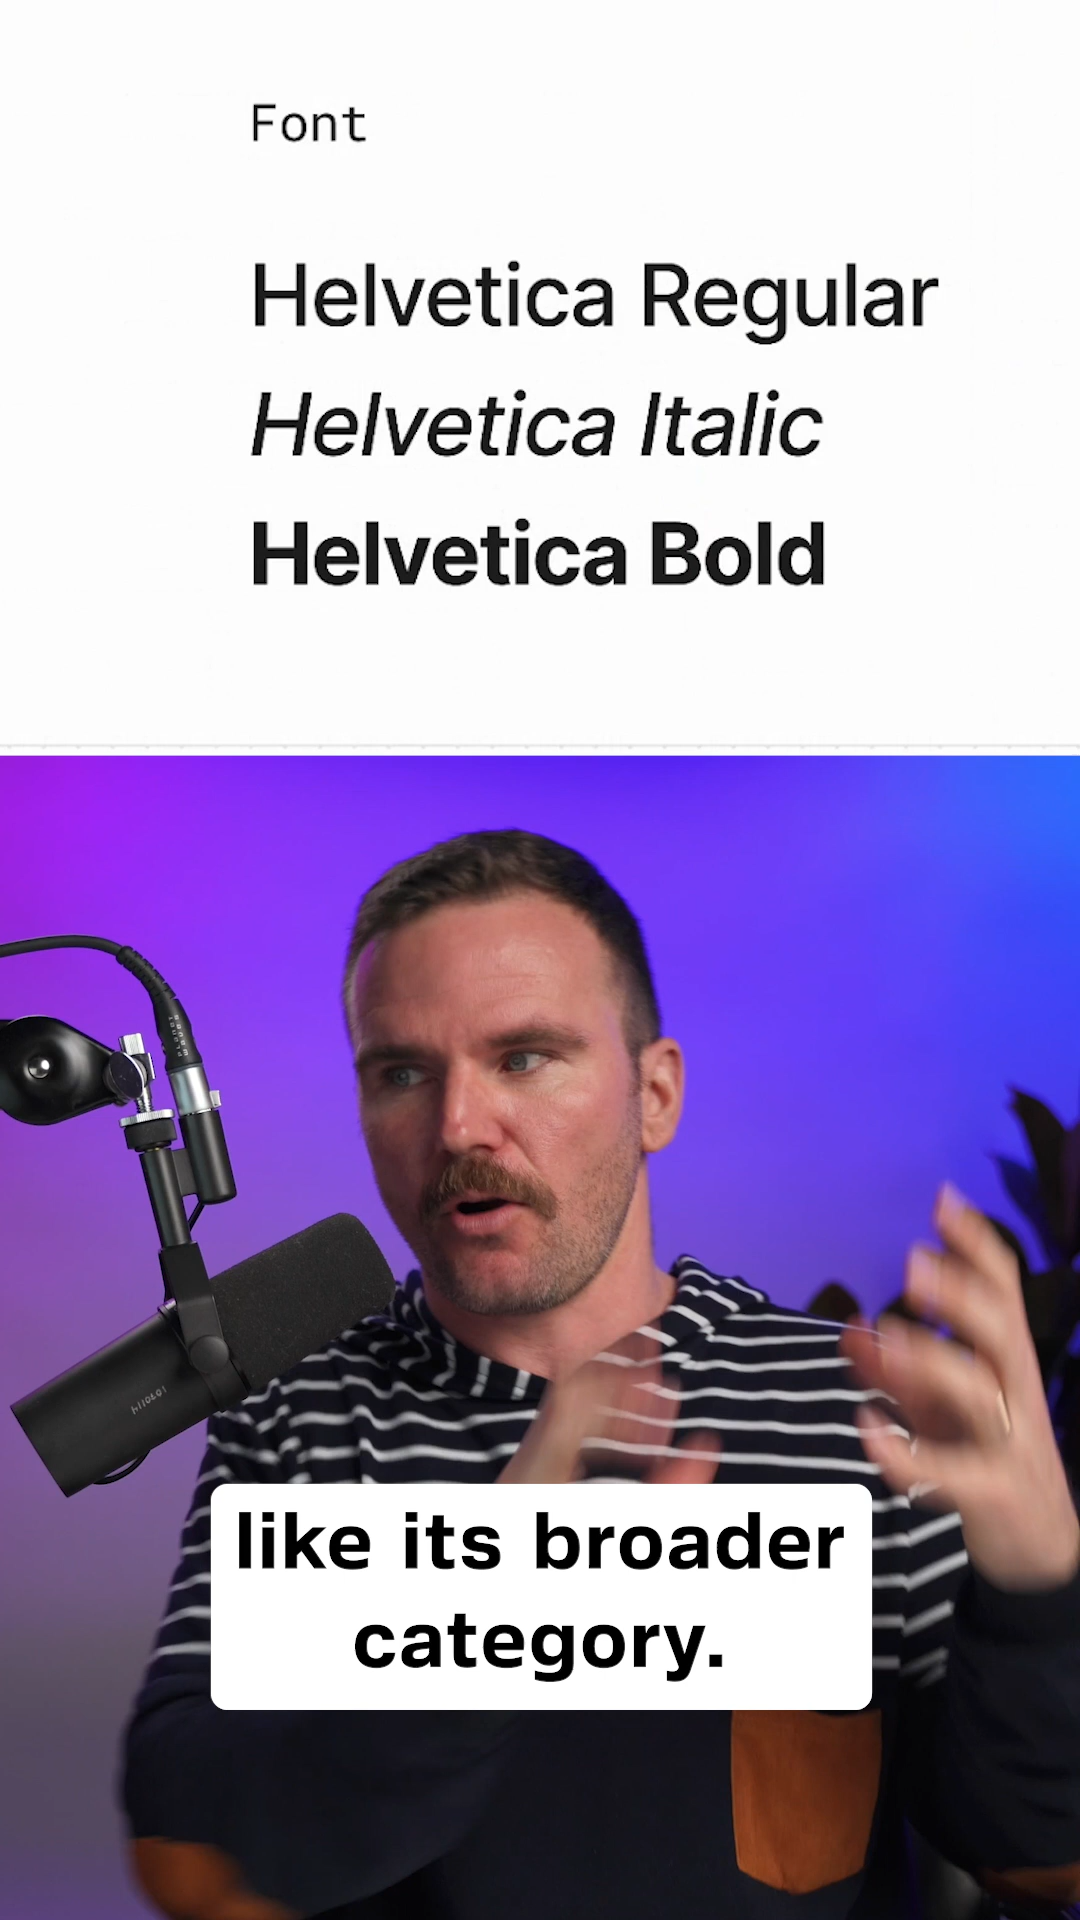 Font
Helvetica Regular
Helvetica Italic
Helvetica Bold
like its broader
category.